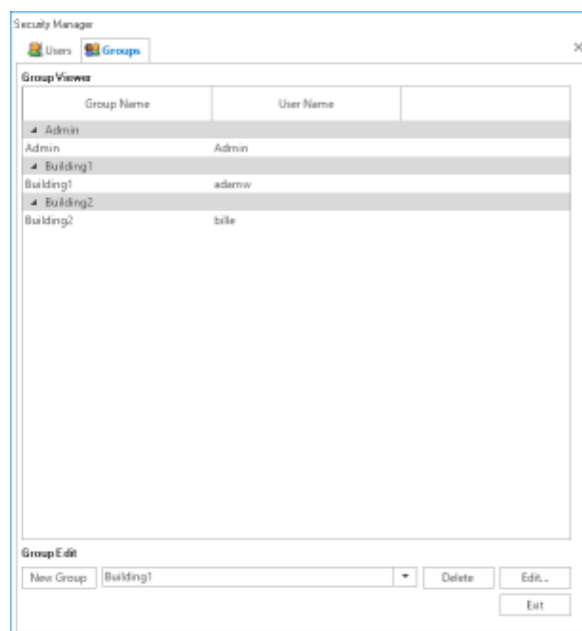 Security Manager
Users Groups
Group Viewer
Group Name User Name
Admin
Admin Admin
Building1
Building1 adamw
Building2
Building2 bille
Group Edit
New Group Building1 Delete Edit...
Exit